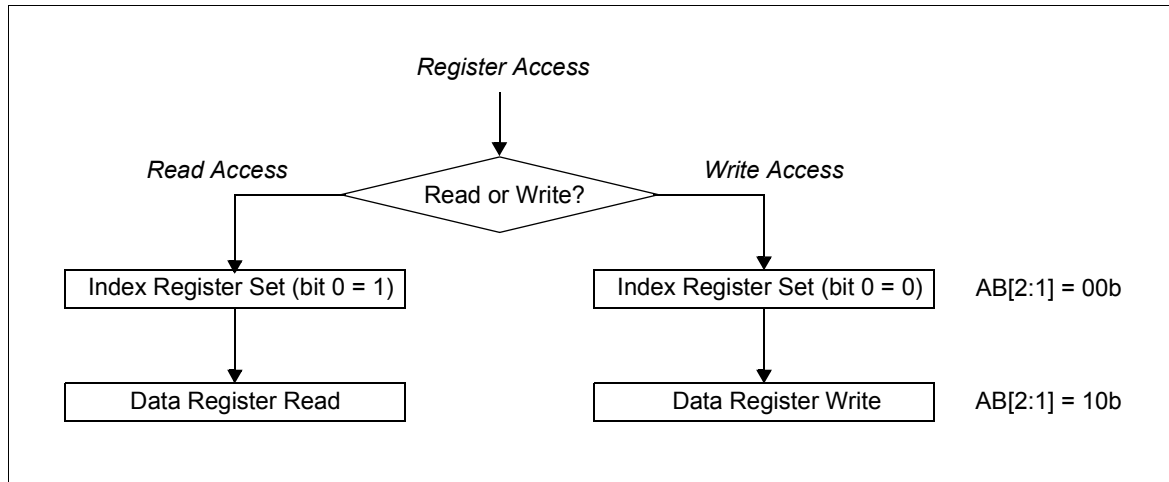 Register Access
Read Access
Write Access
Read or Write?
Index Register Set (bit 0 = 1)
Index Register Set (bit 0 = 0)
AB[2:1] = 00b
Data Register Read
Data Register Write
AB[2:1] = 10b